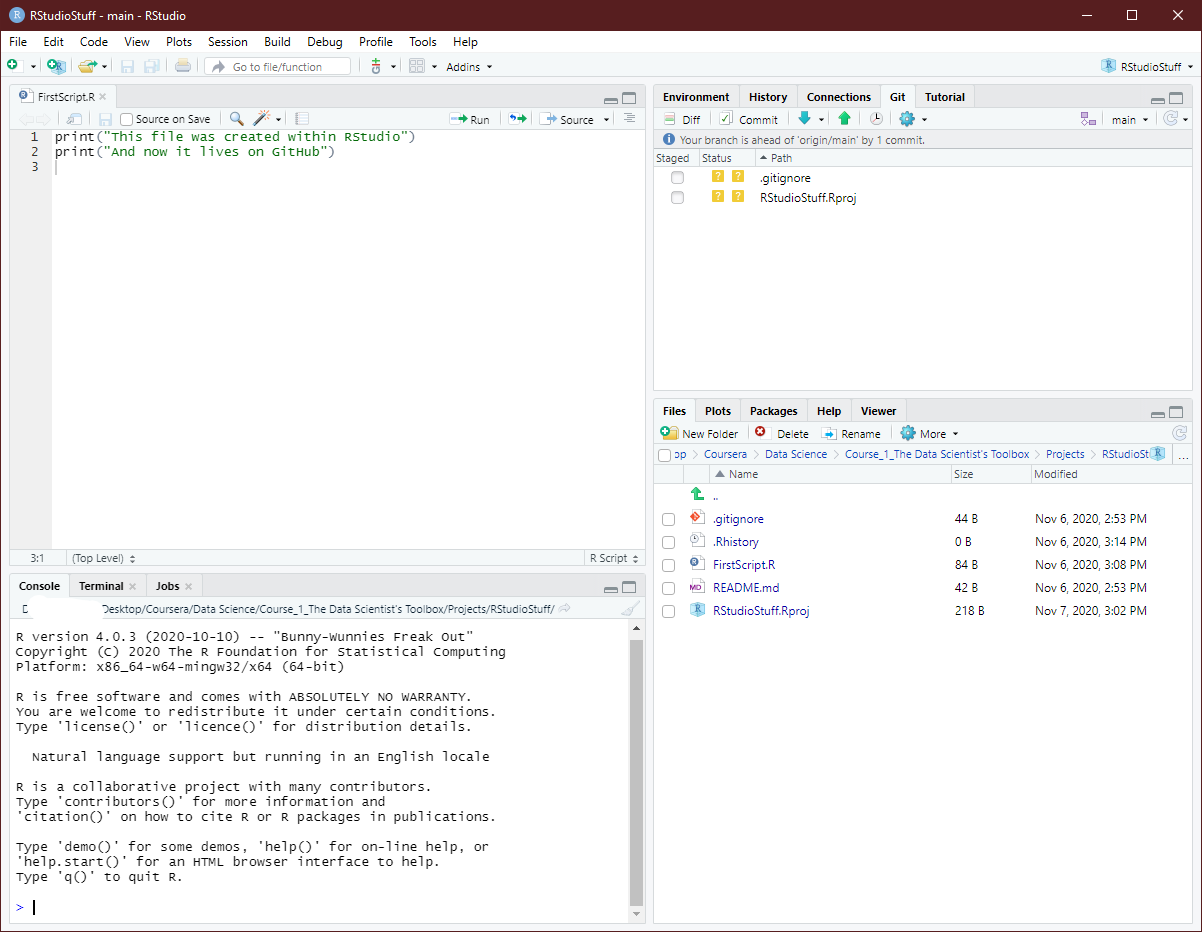 RStudioStuff - main - RStudio
File Edit Code View Plots Session Build Debug Profile Tools Help
Go to file/function Addins RStudioStuff
FirstScript.R
Source on Save Run Source
1 print("This file was created within RStudio")
2 print("And now it lives on GitHub")
3
3:1 (Top Level) R Script
Console Terminal Jobs
Desktop/Coursera/Data Science/Course_1_The Data Scientist's Toolbox/Projects/RStudioStuff/
R version 4.0.3 (2020-10-10) -- "Bunny-Wunnies Freak Out"
Copyright (C) 2020 The R Foundation for Statistical Computing
Platform: x86_64-w64-mingw32/x64 (64-bit)
R is free software and comes with ABSOLUTELY NO WARRANTY.
You are welcome to redistribute it under certain conditions.
Type 'license()' or 'licence()' for distribution details.
Natural language support but running in an English locale
R is a collaborative project with many contributors.
Type 'contributors()' for more information and
'citation()' on how to cite R or R packages in publications.
Type 'demo()' for some demos, 'help()' for on-line help, or
'help.start()' for an HTML browser interface to help.
Type 'q()' to quit R.
>
Environment History Connections Git Tutorial
Diff Commit main
Your branch is ahead of 'origin/main' by 1 commit.
Staged Status Path
? ? .gitignore
? ? RStudioStuff.Rproj
Files Plots Packages Help Viewer
New Folder Delete Rename More
op > Coursera > Data Science > Course_1_The Data Scientist's Toolbox > Projects > RStudioSt ...
Name Size Modified
..
.gitignore 44 B Nov 6, 2020, 2:53 PM
.Rhistory 0 B Nov 6, 2020, 3:14 PM
FirstScript.R 84 B Nov 6, 2020, 3:08 PM
README.md 42 B Nov 6, 2020, 2:53 PM
RStudioStuff.Rproj 218 B Nov 7, 2020, 3:02 PM